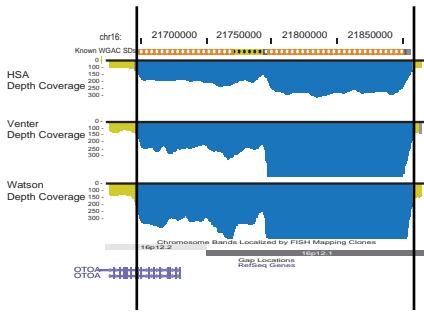 chr16: 21700000 21750000 21800000 21850000
Known WGAC SDs
0
50
100
150
200
250
300
HSA
Depth Coverage
0
100
150
200
250
300
Venter
Depth Coverage
0
100
150
200
250
300
Watson
Depth Coverage
Chromosome Bands Localized by FISH Mapping Clones
16p12.2
16p12.1
Gap Locations
RefSeq Genes
OTOA
OTOA